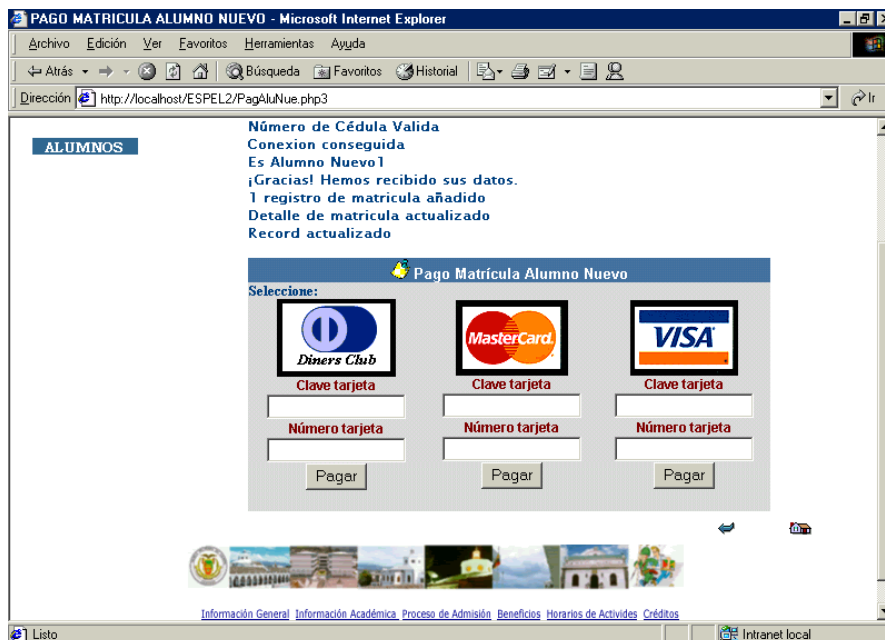 PAGO MATRICULA ALUMNO NUEVO - Microsoft Internet Explorer
Archivo Edición Ver Favoritos Herramientas Ayuda
Atrás Búsqueda Favoritos Historial
Dirección http://localhost/ESPEL2/PagAluNue.php3 Ir
ALUMNOS
Número de Cédula Valida
Conexion conseguida
Es Alumno Nuevo1
¡Gracias! Hemos recibido sus datos.
1 registro de matricula añadido
Detalle de matricula actualizado
Record actualizado
Pago Matrícula Alumno Nuevo
Seleccione:
Diners Club MasterCard VISA
Clave tarjeta Clave tarjeta Clave tarjeta
Número tarjeta Número tarjeta Número tarjeta
Pagar Pagar Pagar
Información General Información Académica Proceso de Admisión Beneficios Horarios de Activides Créditos
Listo Intranet local